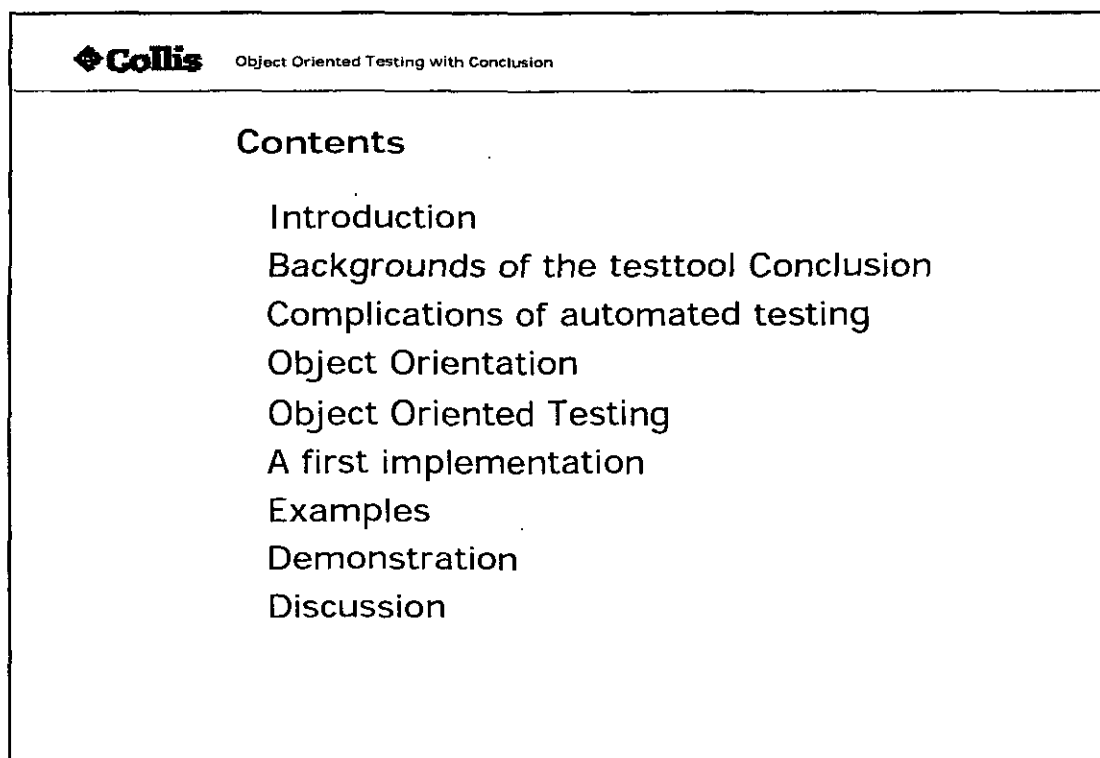 Collis Object Oriented Testing with Conclusion
Contents
Introduction
Backgrounds of the testtool Conclusion
Complications of automated testing
Object Orientation
Object Oriented Testing
A first implementation
Examples
Demonstration
Discussion